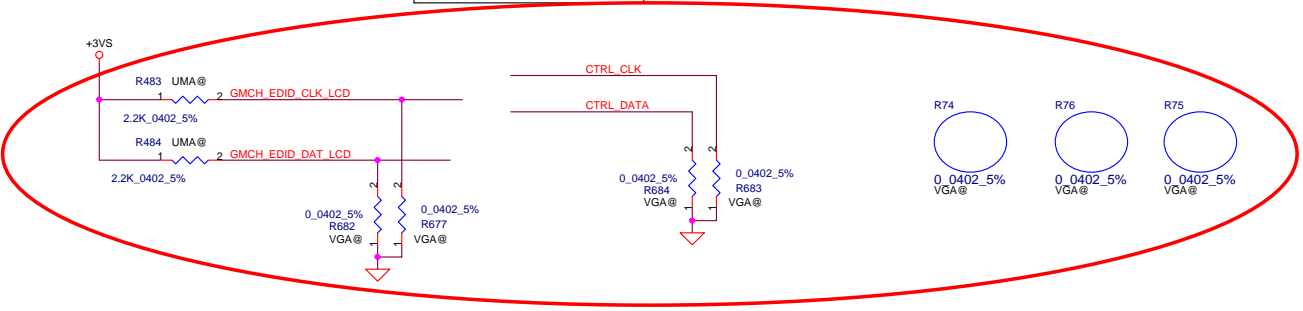 +3VS
R483 UMA@
1 2 GMCH_EDID_CLK_LCD
2.2K_0402_5%
R484 UMA@
1 2 GMCH_EDID_DAT_LCD
2.2K_0402_5%
2 2
0_0402_5%
R682
VGA@
1
0_0402_5%
R677
VGA@
1
CTRL_CLK
CTRL_DATA
2 2
0_0402_5%
R684
VGA@
1
0_0402_5%
R683
VGA@
1
R74
0_0402_5%
VGA@
R76
0_0402_5%
VGA@
R75
0_0402_5%
VGA@